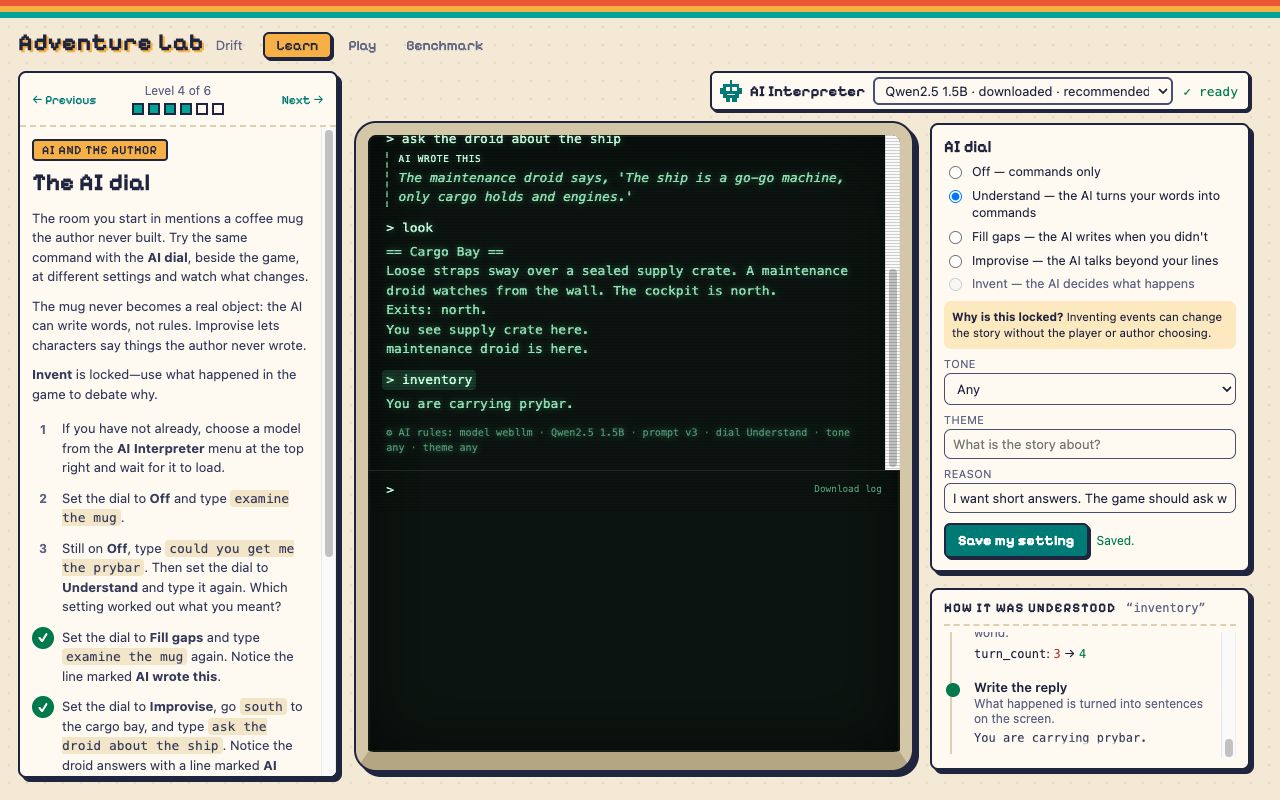 Adventure Lab Drift Learn Play Benchmark
← Previous Level 4 of 6 Next →
AI AND THE AUTHOR
The AI dial
The room you start in mentions a coffee mug
the author never built. Try the same
command with the AI dial, beside the game,
at different settings and watch what changes.
The mug never becomes a real object: the AI
can write words, not rules. Improvise lets
characters say things the author never wrote.
Invent is locked—use what happened in the
game to debate why.
1 If you have not already, choose a model
from the AI Interpreter menu at the top
right and wait for it to load.
2 Set the dial to Off and type examine
the mug.
3 Still on Off, type could you get me
the prybar. Then set the dial to
Understand and type it again. Which
setting worked out what you meant?
Set the dial to Fill gaps and type
examine the mug again. Notice the
line marked AI wrote this.
Set the dial to Improvise, go south to
the cargo bay, and type ask the
droid about the ship. Notice the
droid answers with a line marked AI
AI Interpreter Qwen2.5 1.5B · downloaded · recommended ✓ ready
> ask the droid about the ship
AI WROTE THIS
The maintenance droid says, 'The ship is a go-go machine,
only cargo holds and engines.'
> look
== Cargo Bay ==
Loose straps sway over a sealed supply crate. A maintenance
droid watches from the wall. The cockpit is north.
Exits: north.
You see supply crate here.
maintenance droid is here.
> inventory
You are carrying prybar.
⚙ AI rules: model webllm · Qwen2.5 1.5B · prompt v3 · dial Understand · tone
any · theme any
> Download log
AI dial
Off — commands only
Understand — the AI turns your words into
commands
Fill gaps — the AI writes when you didn't
Improvise — the AI talks beyond your lines
Invent — the AI decides what happens
Why is this locked? Inventing events can change
the story without the player or author choosing.
TONE
Any
THEME
What is the story about?
REASON
I want short answers. The game should ask w
Save my setting Saved.
HOW IT WAS UNDERSTOOD “inventory”
world.
turn_count: 3 → 4
Write the reply
What happened is turned into sentences
on the screen.
You are carrying prybar.